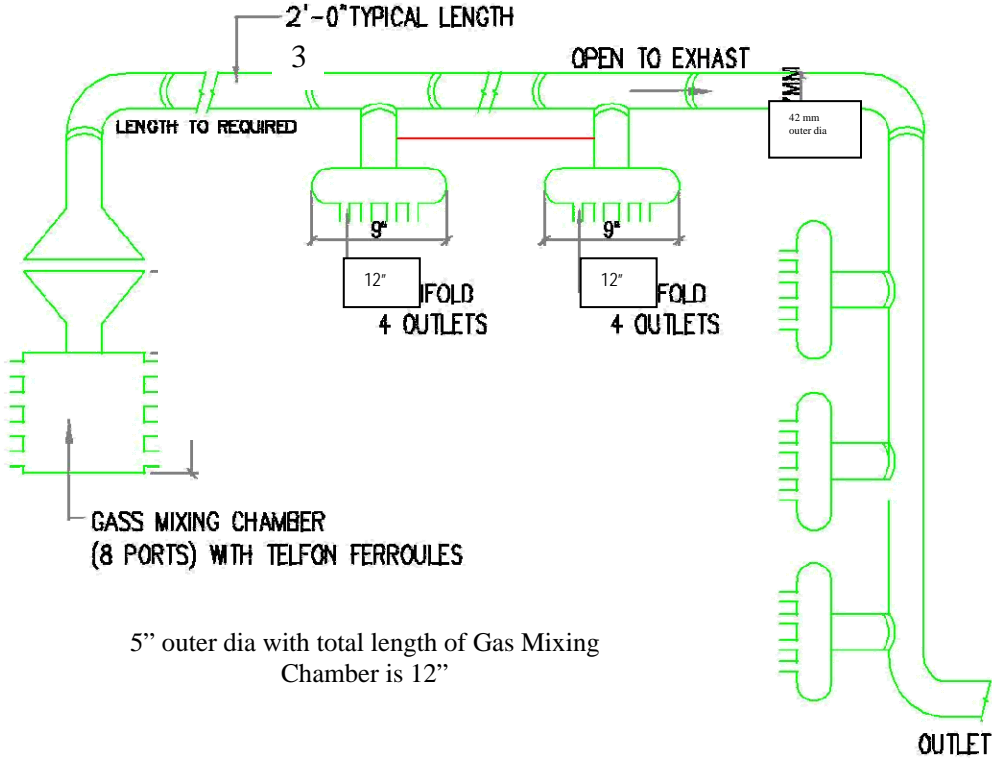 2'-0" TYPICAL LENGTH
3
OPEN TO EXHAST
MM
42 mm
outer dia
LENGTH TO REQUIRED
9"
9"
12"
12"
IFOLD
FOLD
4 OUTLETS
4 OUTLETS
GASS MIXING CHAMBER
(8 PORTS) WITH TELFON FERROULES
5” outer dia with total length of Gas Mixing
Chamber is 12”
OUTLET